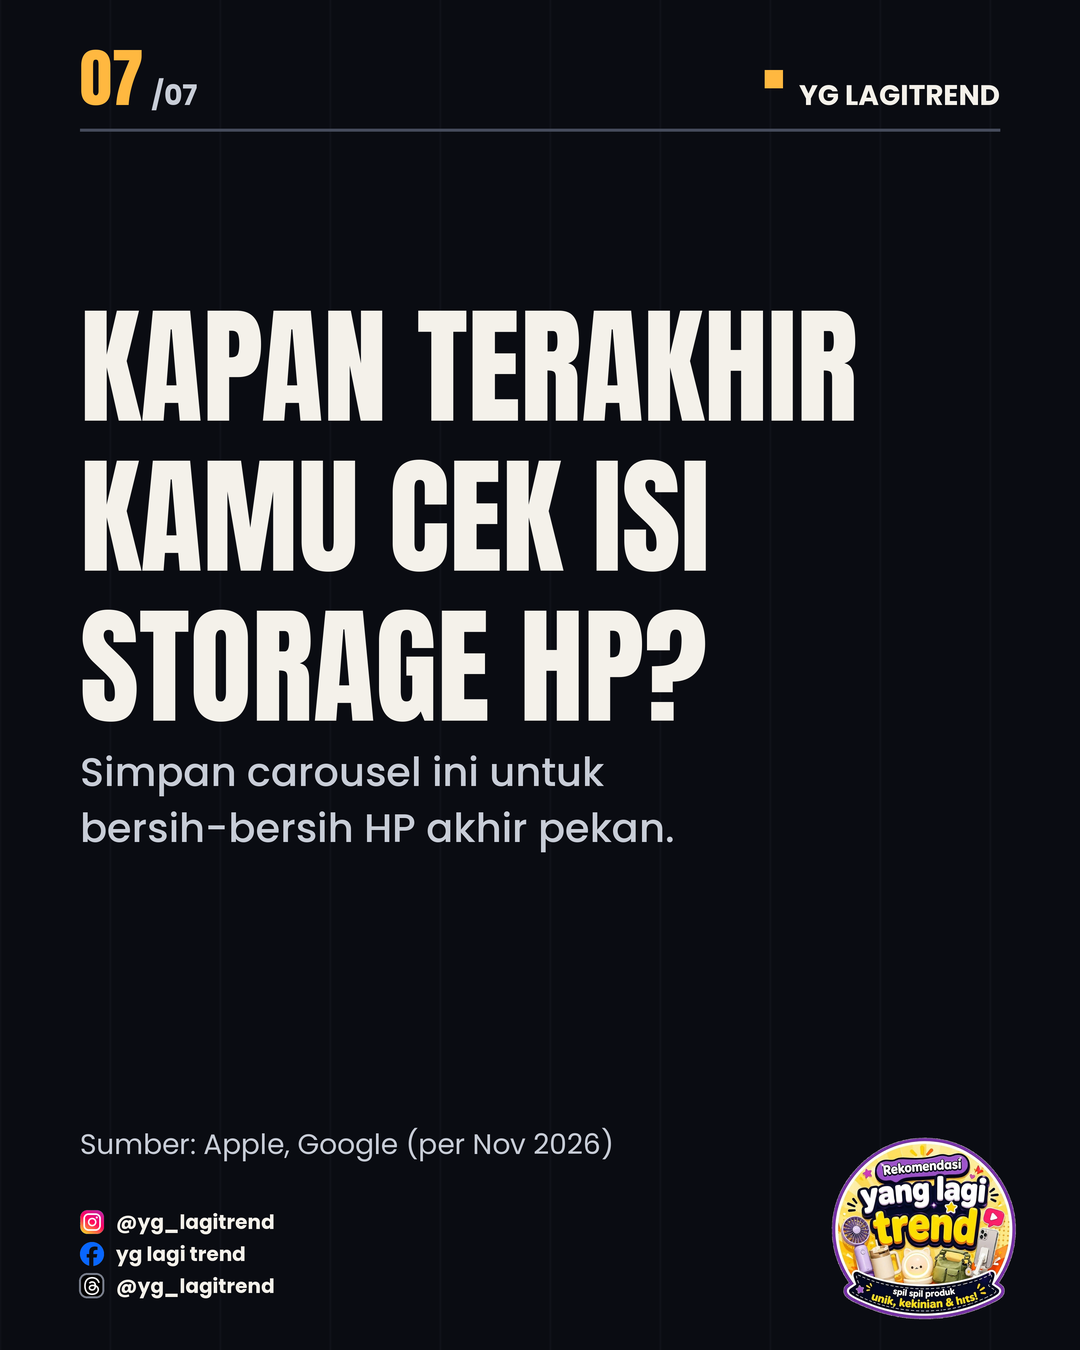 07 /07
YG LAGITREND
KAPAN TERAKHIR
KAMU CEK ISI
STORAGE HP?
Simpan carousel ini untuk
bersih-bersih HP akhir pekan.
Sumber: Apple, Google (per Nov 2026)
@yg_lagitrend
yg lagi trend
@yg_lagitrend
Rekomendasi
yang lagi
trend
spil spil produk
unik, kekinian & hits!